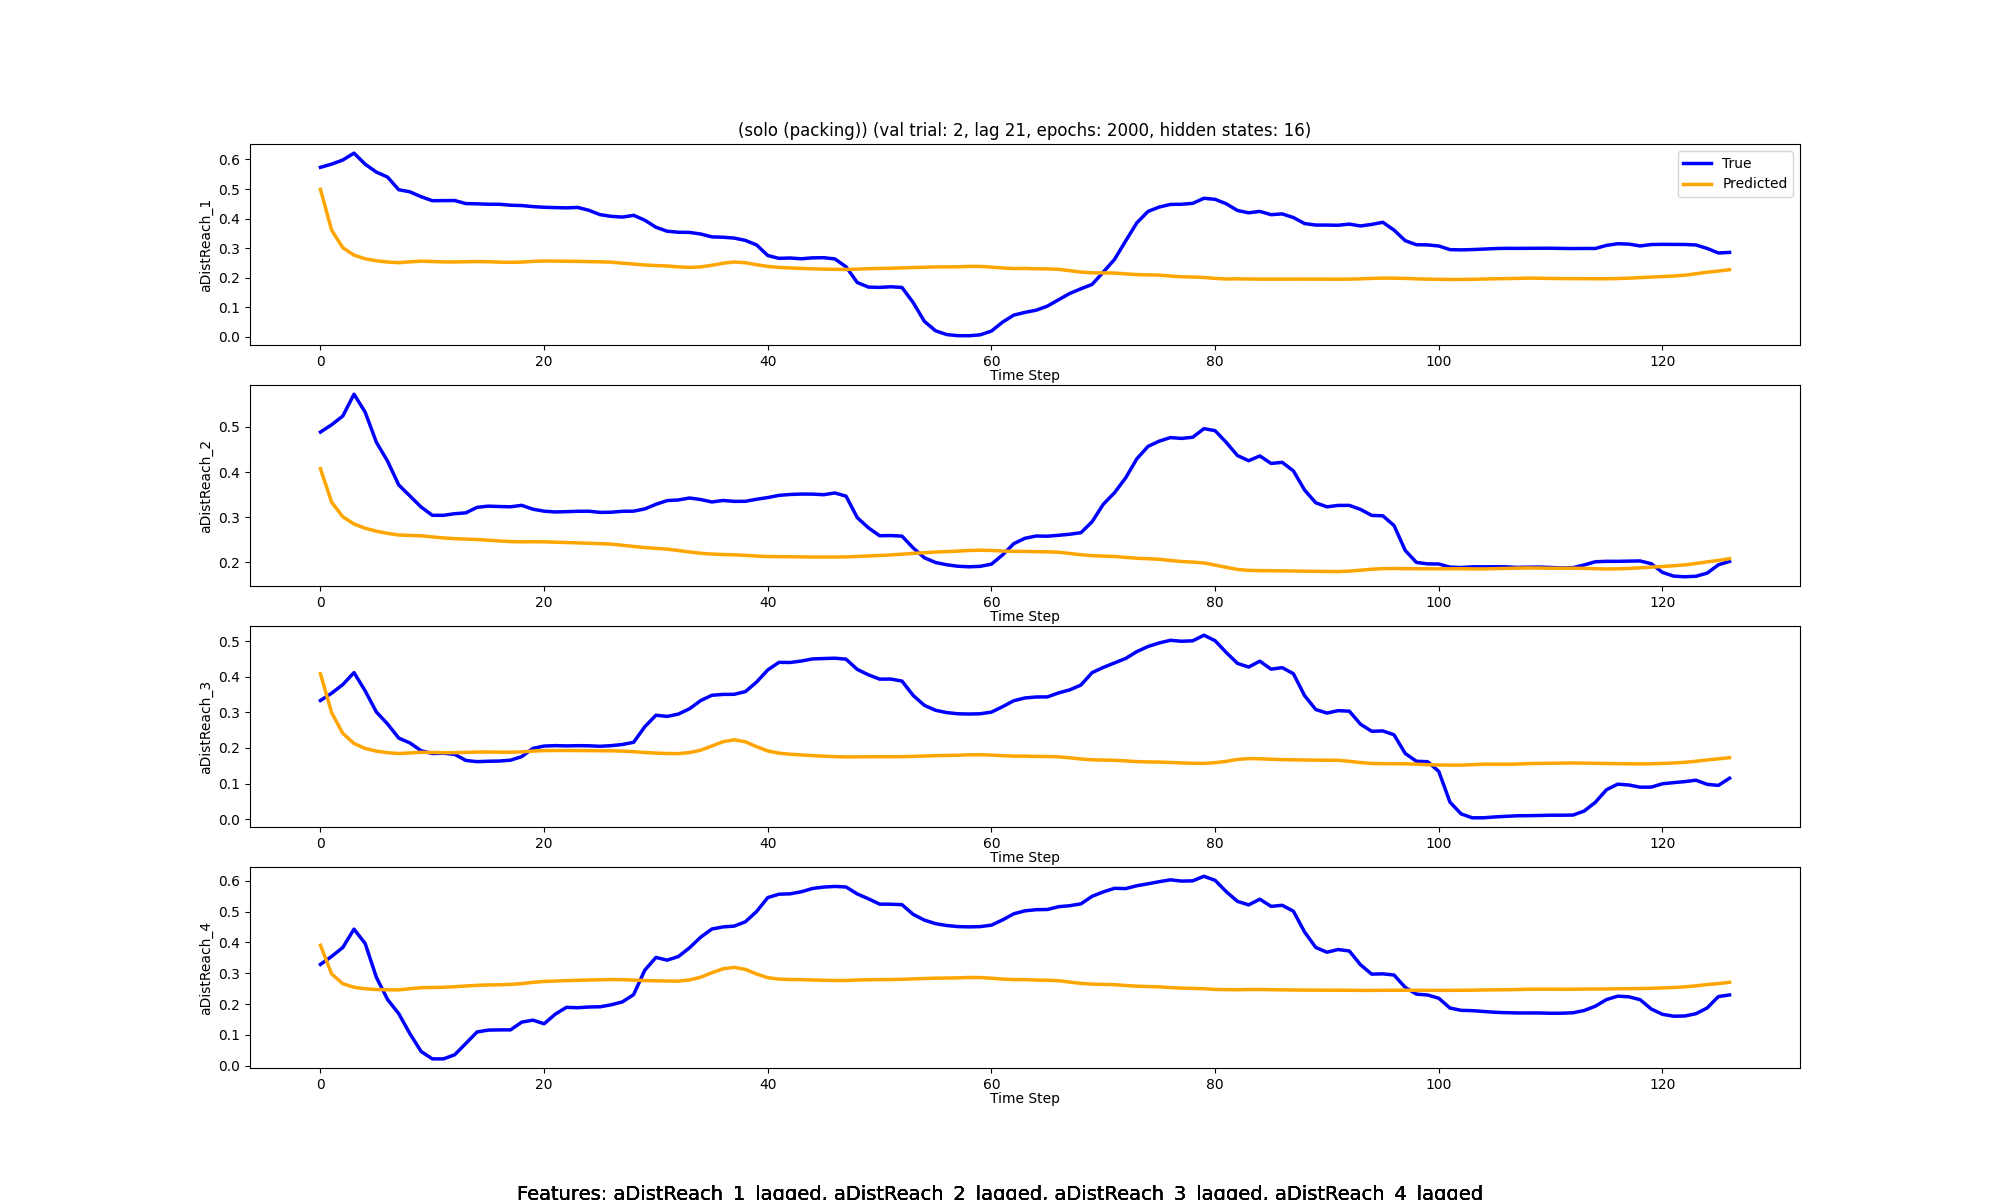 (solo (packing)) (val trial: 2, lag 21, epochs: 2000, hidden states: 16)
True
Predicted
aDistReach_1
0.6
0.5
0.4
0.3
0.2
0.1
0.0
0 20 40 60 80 100 120
Time Step
aDistReach_2
0.5
0.4
0.3
0.2
0 20 40 60 80 100 120
Time Step
aDistReach_3
0.5
0.4
0.3
0.2
0.1
0.0
0 20 40 60 80 100 120
Time Step
aDistReach_4
0.6
0.5
0.4
0.3
0.2
0.1
0.0
0 20 40 60 80 100 120
Time Step
Features: aDistReach_1_lagged, aDistReach_2_lagged, aDistReach_3_lagged, aDistReach_4_lagged